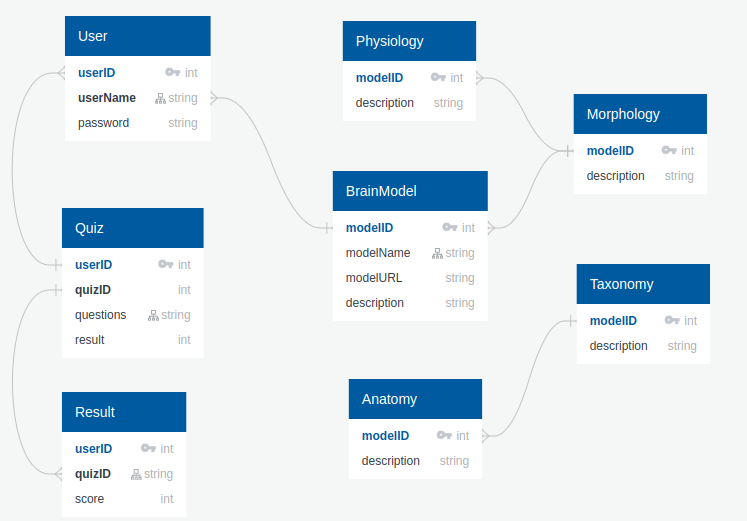 User
userID int
userName string
password string
Quiz
userID int
quizID int
questions string
result int
Result
userID int
quizID string
score int
Physiology
modelID int
description string
BrainModel
modelID int
modelName string
modelURL string
description string
Anatomy
modelID int
description string
Morphology
modelID int
description string
Taxonomy
modelID int
description string